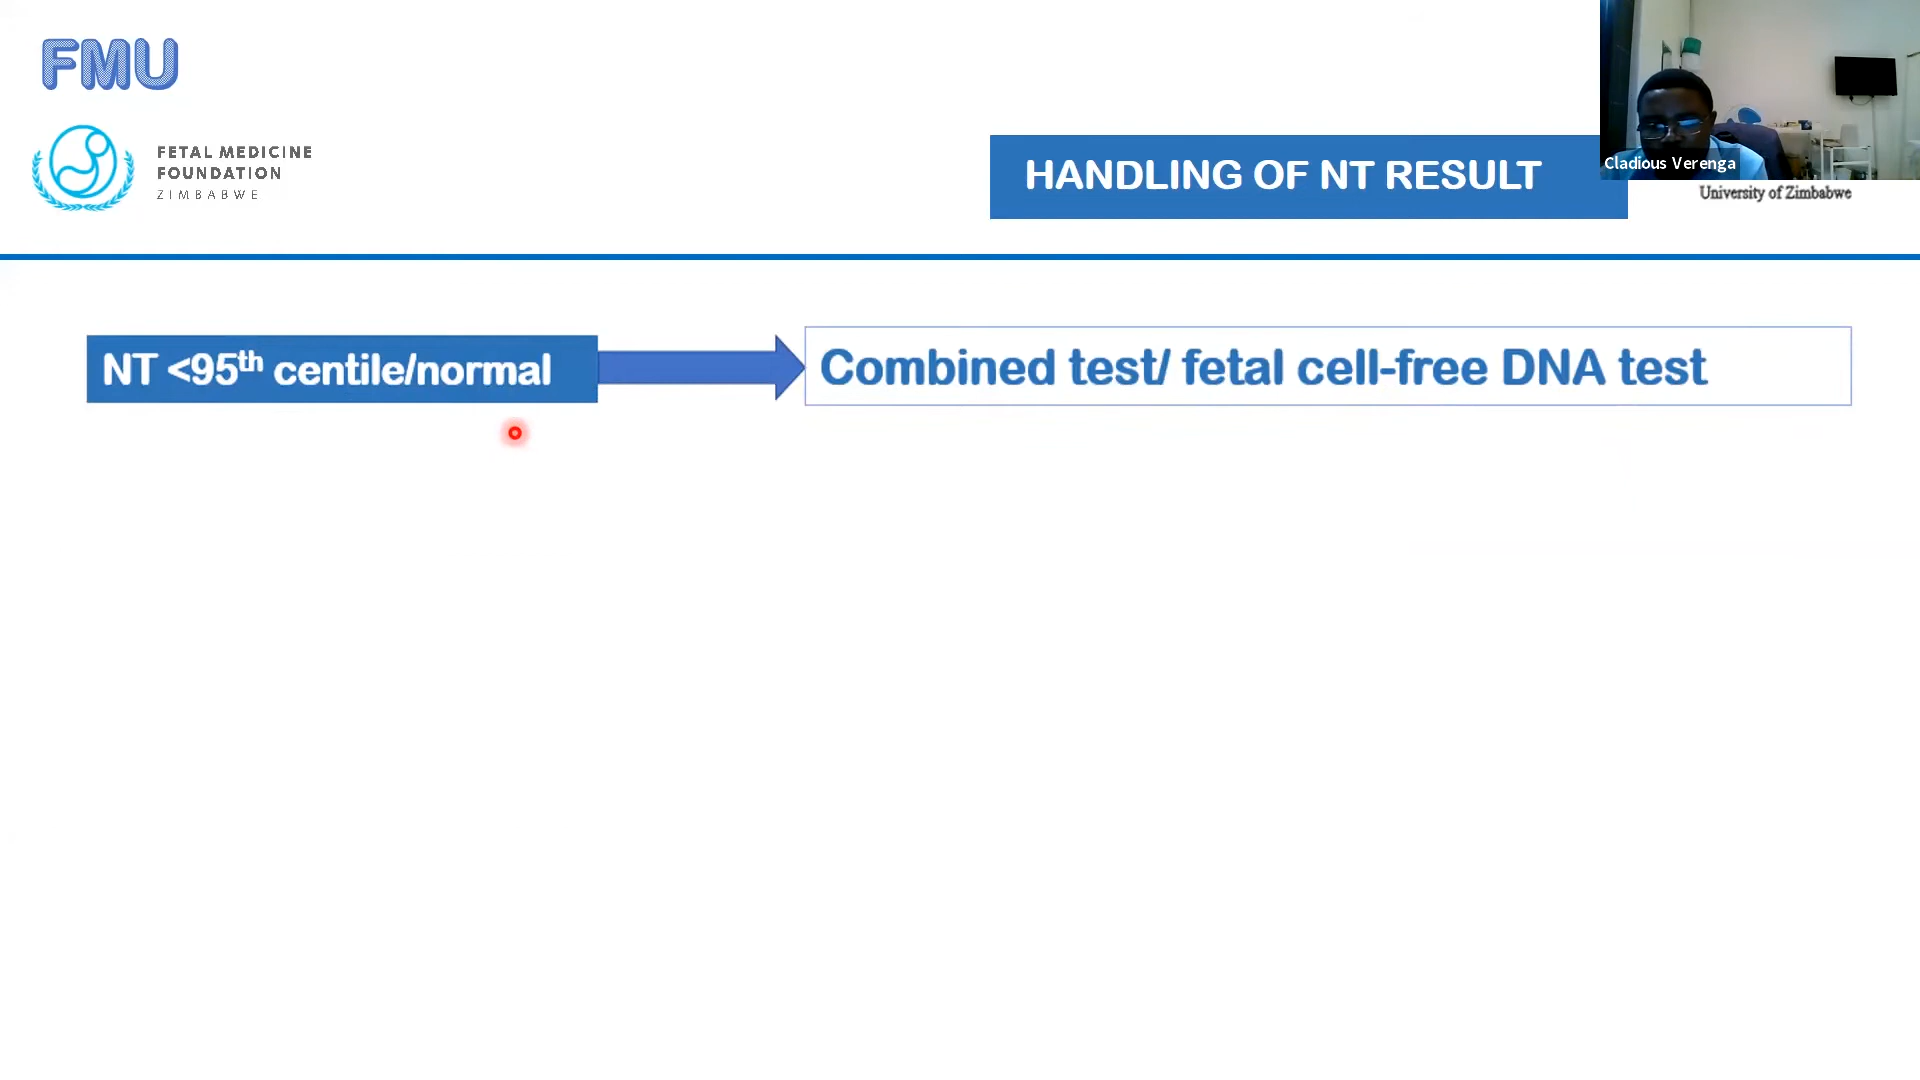 FMU
FETAL MEDICINE
FOUNDATION
ZIMBABWE
HANDLING OF NT RESULT
Cladious Verenga
University of Zimbabwe
NT <95th centile/normal
Combined test/ fetal cell-free DNA test